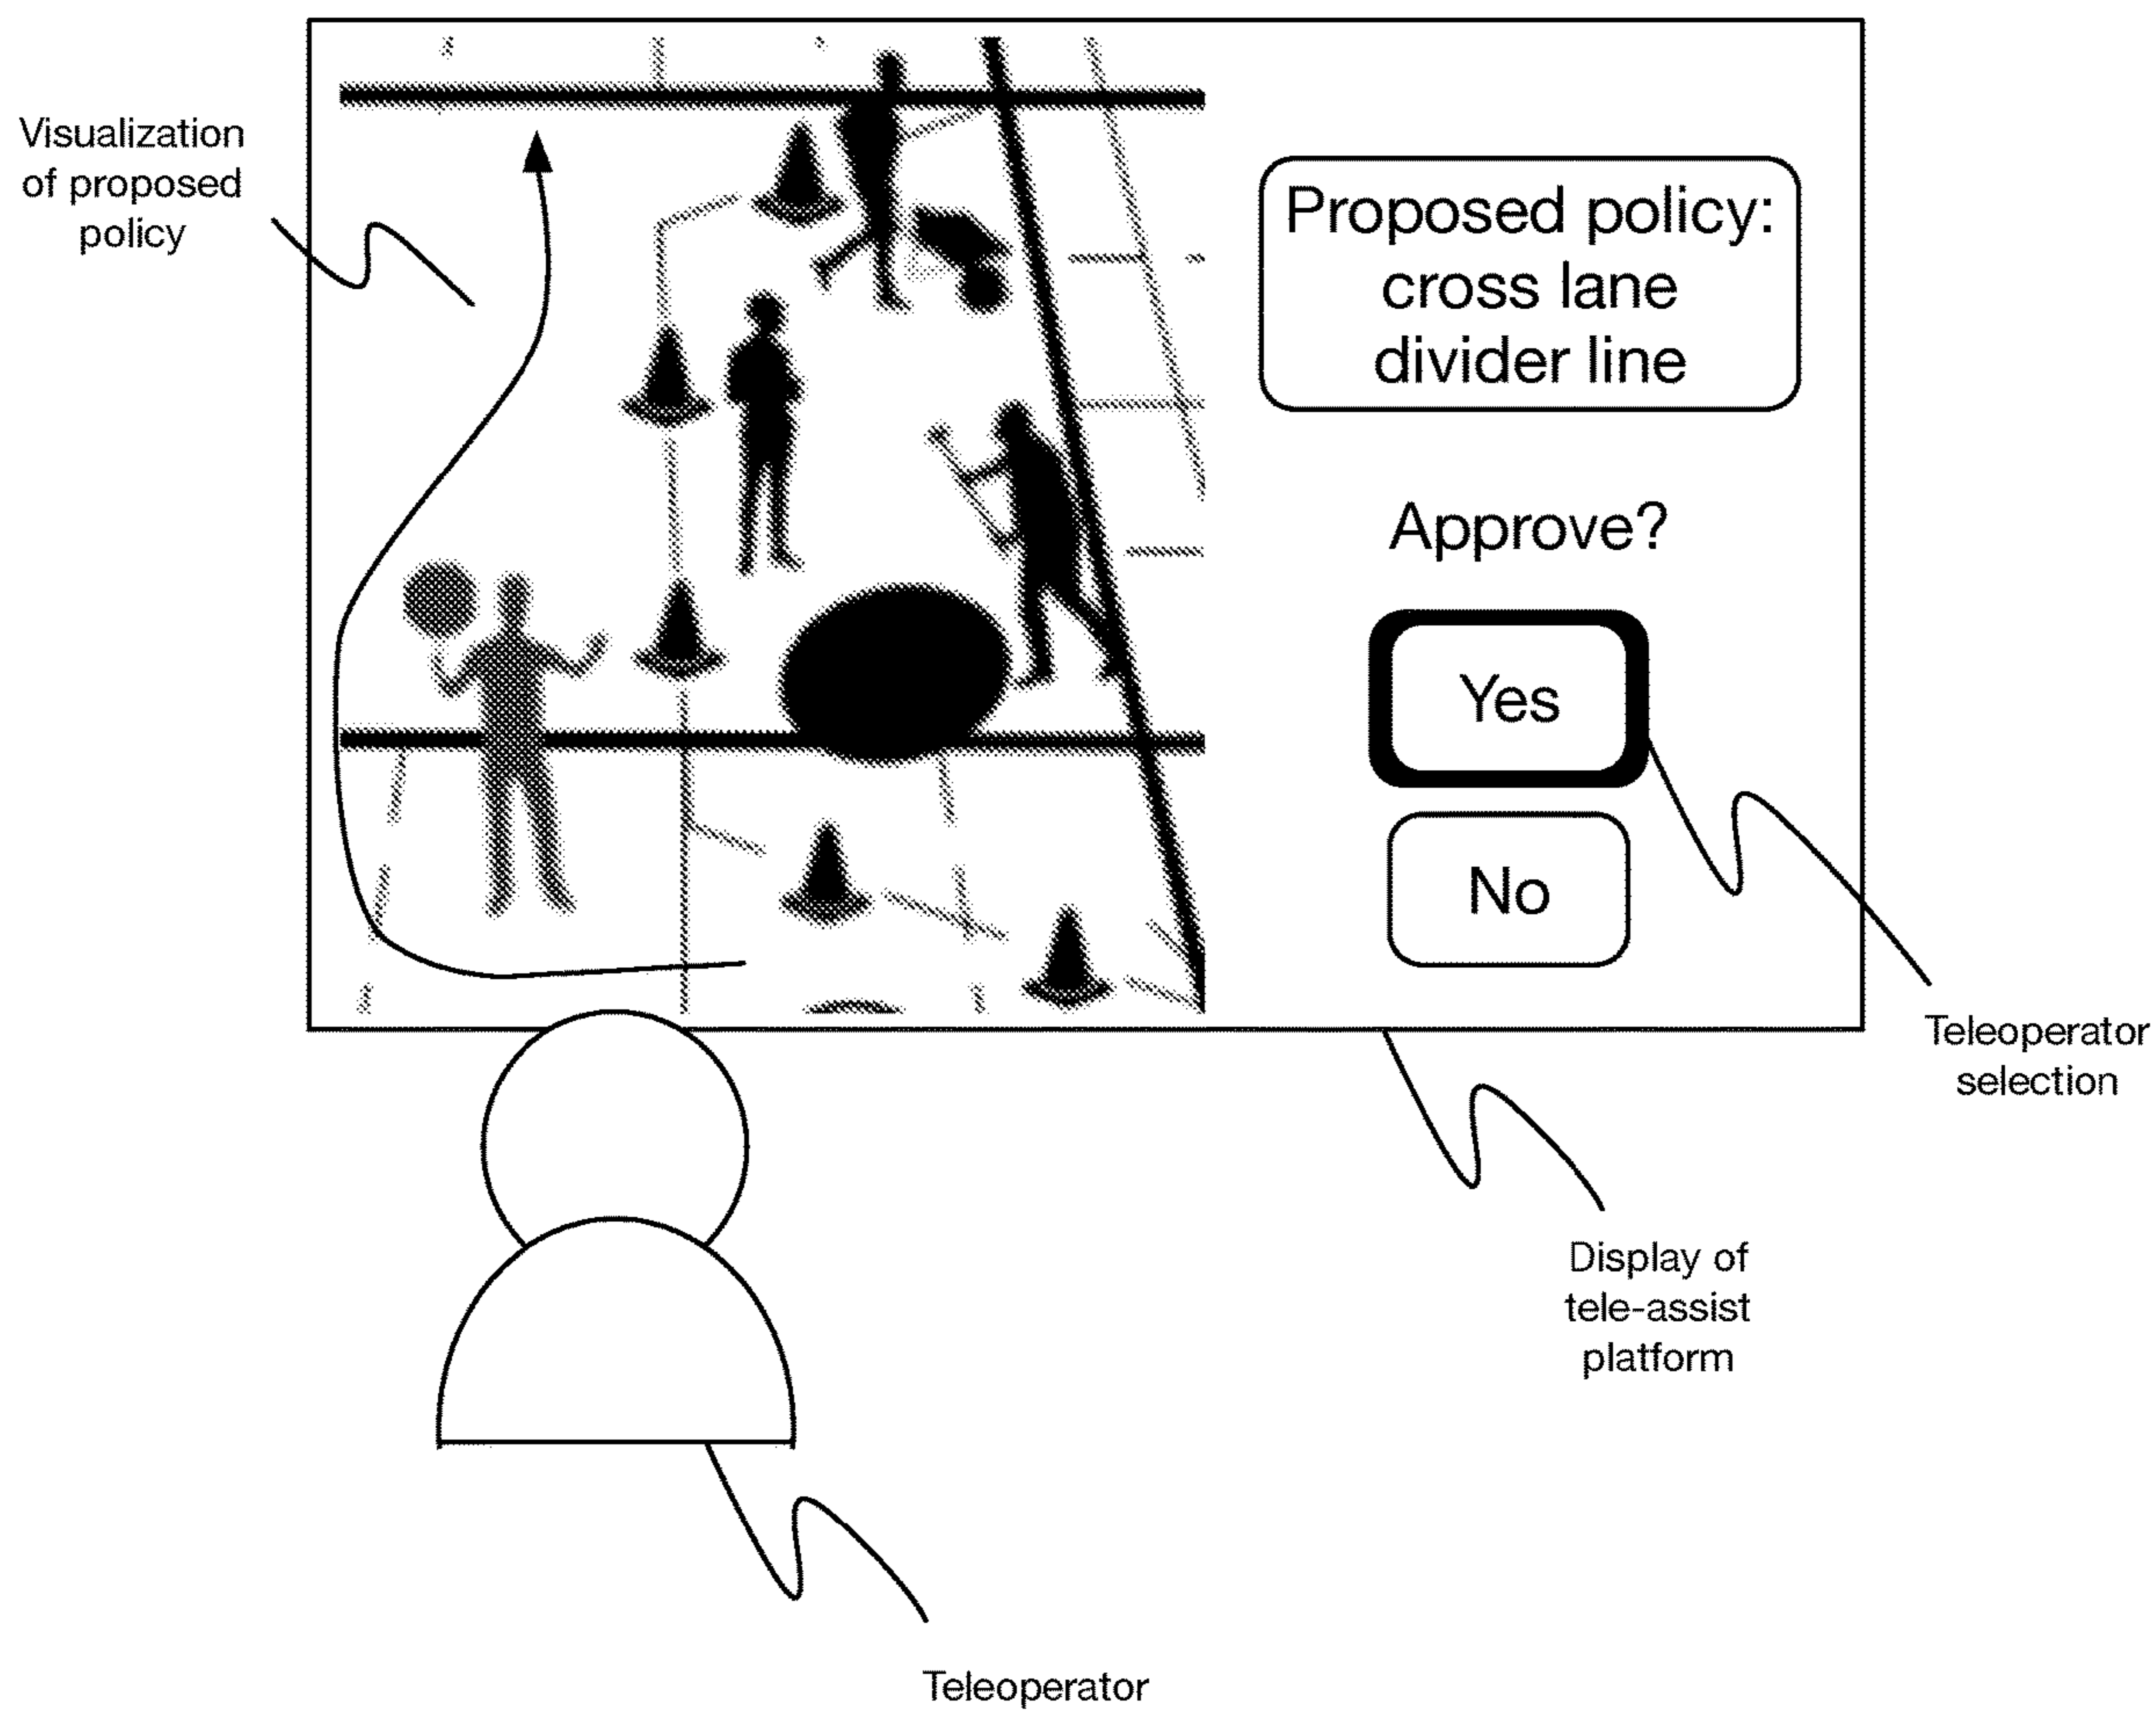 Visualization
of proposed
policy
Proposed policy:
cross lane
divider line
Approve?
Yes
No
Teleoperator
selection
Display of
tele-assist
platform
Teleoperator